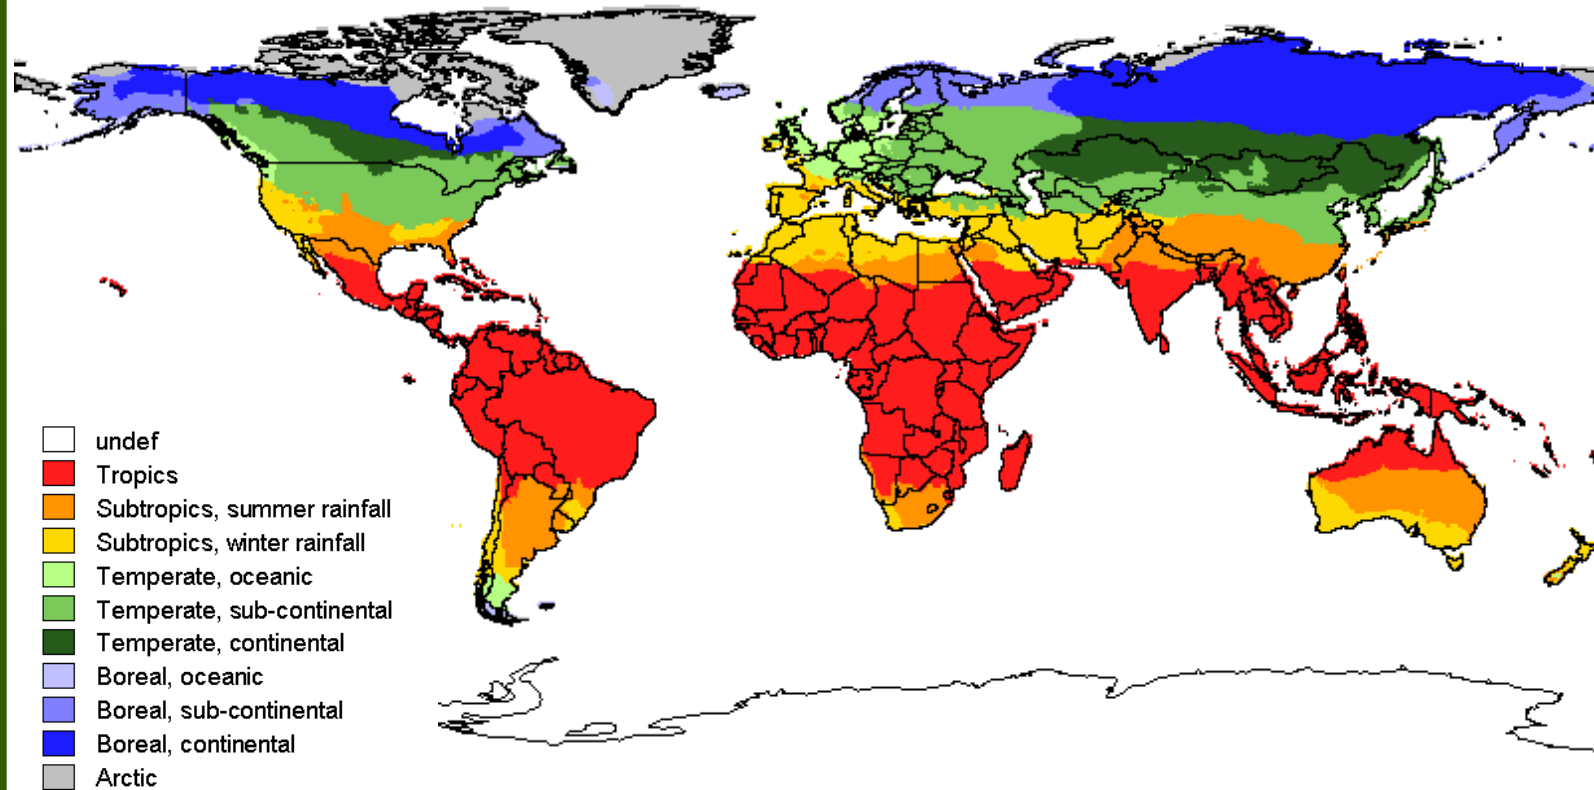 undef
Tropics
Subtropics, summer rainfall
Subtropics, winter rainfall
Temperate, oceanic
Temperate, sub-continental
Temperate, continental
Boreal, oceanic
Boreal, sub-continental
Boreal, continental
Arctic